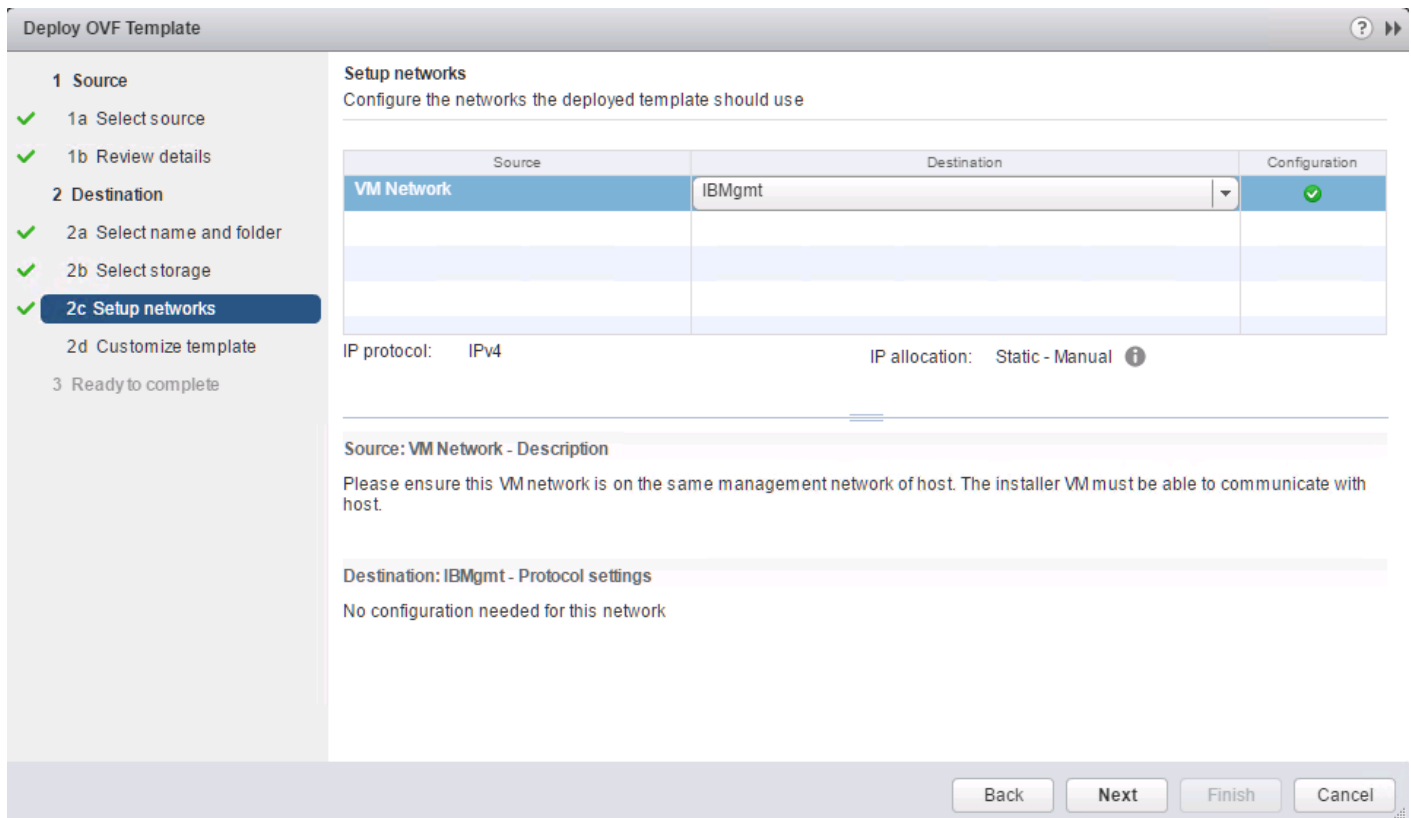 Deploy OVF Template
1 Source
1a Select source
1b Review details
2 Destination
2a Select name and folder
2b Select storage
2c Setup networks
2d Customize template
3 Ready to complete
Setup networks
Configure the networks the deployed template should use
Source Destination Configuration
VM Network IBMgmt
IP protocol: IPv4 IP allocation: Static - Manual
Source: VM Network - Description
Please ensure this VM network is on the same management network of host. The installer VM must be able to communicate with
host.
Destination: IBMgmt - Protocol settings
No configuration needed for this network
Back Next Finish Cancel